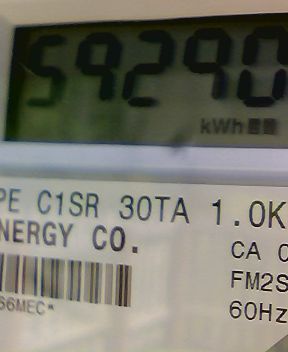 59290
kWh
PE C1SR 30TA 1.0K
NERGY CO.
CA
FM2S
60Hz
66MEC*